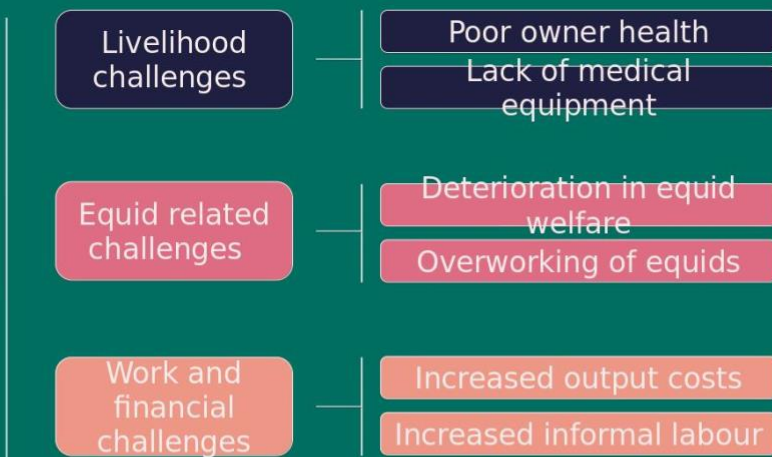 Livelihood
challenges
Poor owner health
Lack of medical
equipment
Equid related
challenges
Deterioration in equid
welfare
Overworking of equids
Work and
financial
challenges
Increased output costs
Increased informal labour